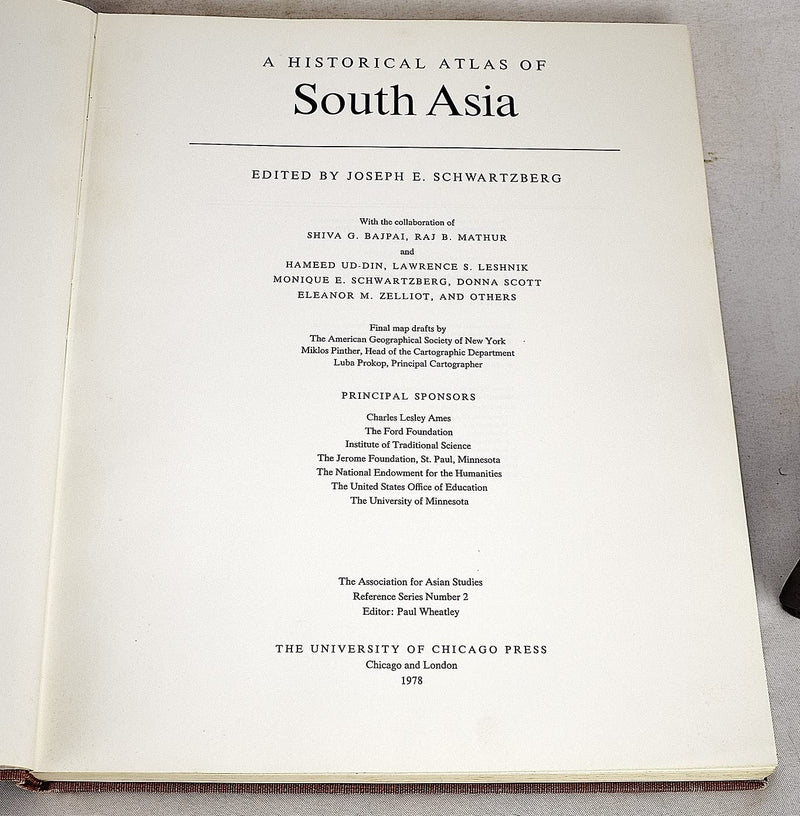 A HISTORICAL ATLAS OF
South Asia
EDITED BY JOSEPH E. SCHWARTZBERG
With the collaboration of
SHIVA G. BAJPAI, RAJ B. MATHUR
and
HAMEED UD-DIN, LAWRENCE S. LESHNIK
MONIQUE E. SCHWARTZBERG, DONNA SCOTT
ELEANOR M. ZELLIOT, AND OTHERS
Final map drafts by
The American Geographical Society of New York
Miklos Pinther, Head of the Cartographic Department
Luba Prokop, Principal Cartographer
PRINCIPAL SPONSORS
Charles Lesley Ames
The Ford Foundation
Institute of Traditional Science
The Jerome Foundation, St. Paul, Minnesota
The National Endowment for the Humanities
The United States Office of Education
The University of Minnesota
The Association for Asian Studies
Reference Series Number 2
Editor: Paul Wheatley
THE UNIVERSITY OF CHICAGO PRESS
Chicago and London
1978